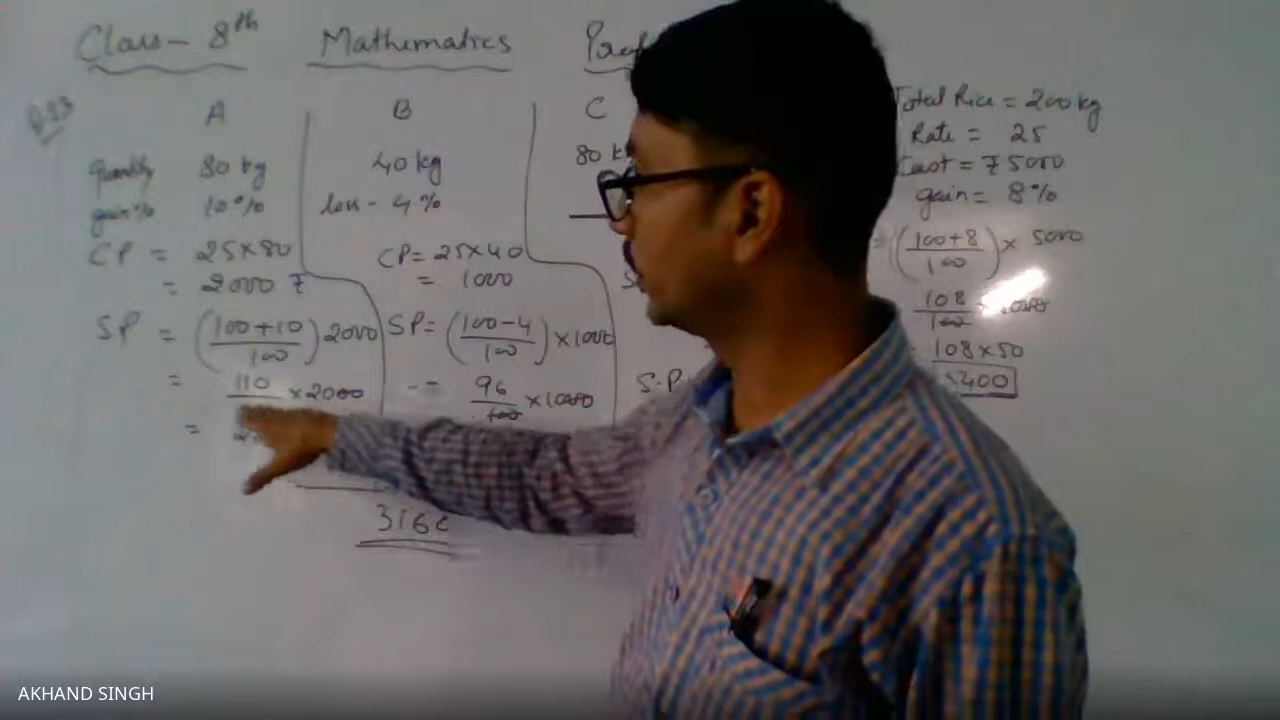 Class - 8th Mathematics
A
Quantity 80 kg
gain% 10%
CP = 25×80
= 2000 ₹
SP = (100+10/100) 2000
= 110 ×2000
=
B
40 kg
loss - 4%
CP = 25×40
= 1000
SP = (100-4/100) ×1000
= 96/100 ×1000
3156
C
80 k
S.P
Total Rice = 200 kg
Rate = 25
Cost = ₹ 5000
gain = 8%
= (100+8/100) × 5000
108/100
108×50
5400
AKHAND SINGH